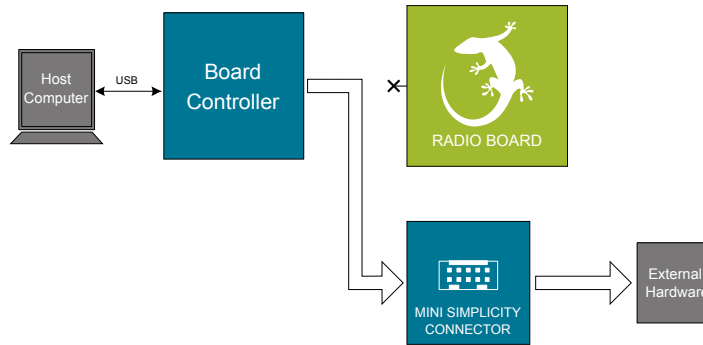 Host
Computer
USB
Board
Controller
RADIO BOARD
MINI SIMPLICITY
CONNECTOR
External
Hardware